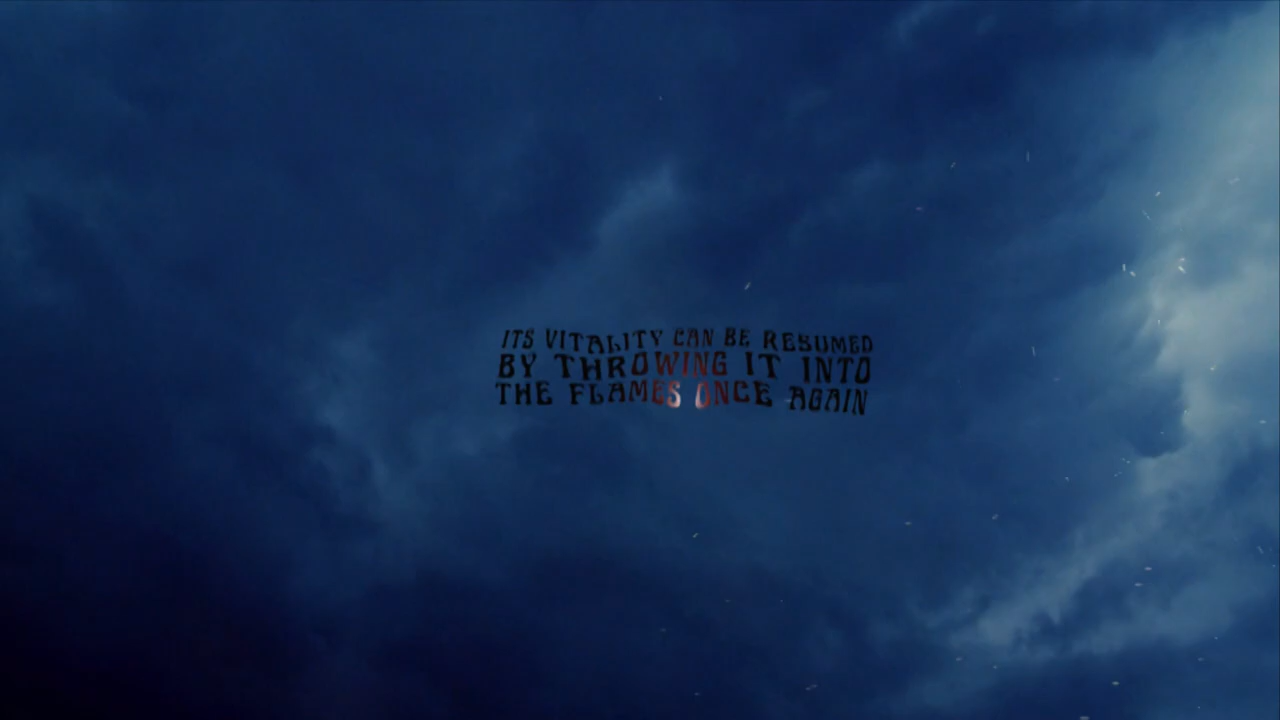 ITS VITALITY CAN BE RESUMED
BY THROWING IT INTO
THE FLAMES ONCE AGAIN